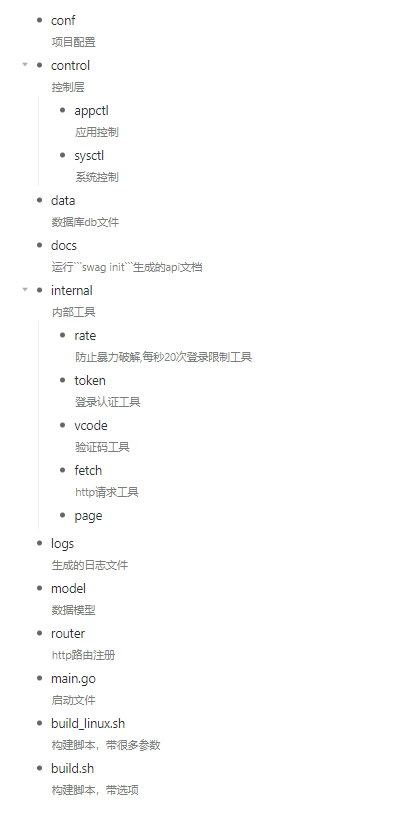 conf
项目配置
control
控制层
appctl
应用控制
sysctl
系统控制
data
数据库db文件
docs
运行```swag init```生成的api文档
internal
内部工具
rate
防止暴力破解,每秒20次登录限制工具
token
登录认证工具
vcode
验证码工具
fetch
http请求工具
page
logs
生成的日志文件
model
数据模型
router
http路由注册
main.go
启动文件
build_linux.sh
构建脚本，带很多参数
build.sh
构建脚本，带选项